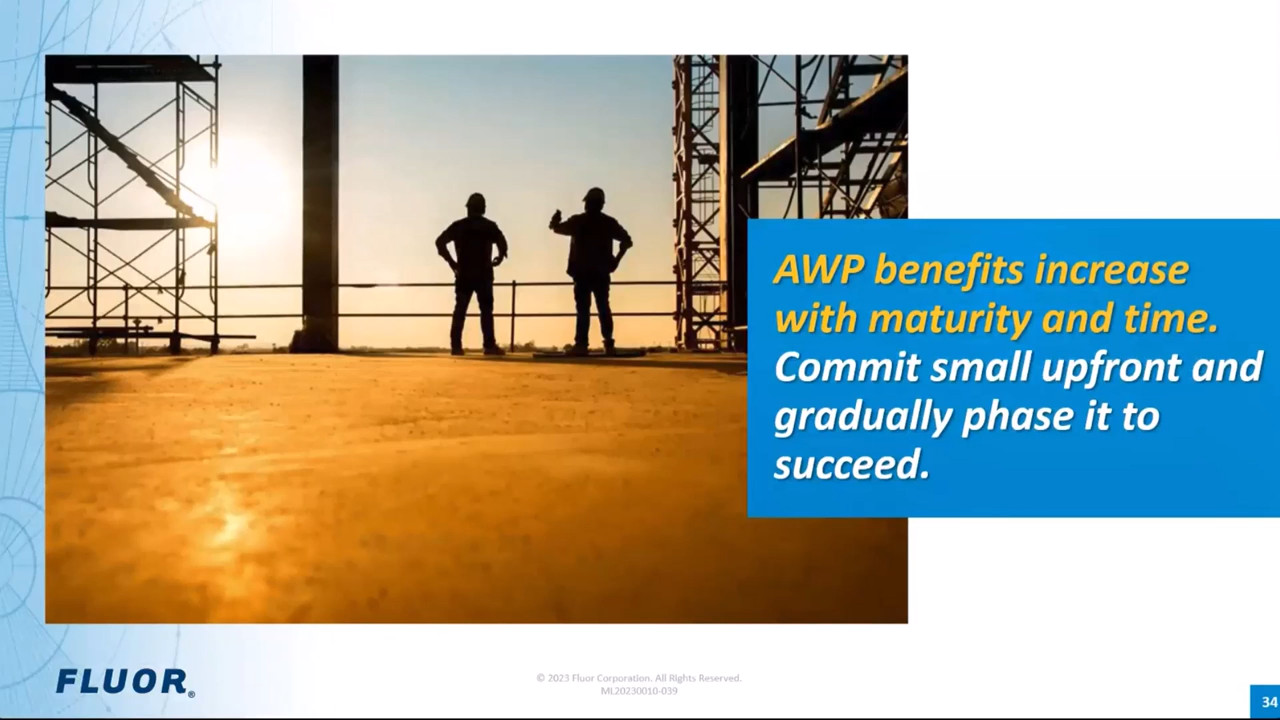 AWP benefits increase
with maturity and time.
Commit small upfront and
gradually phase it to
succeed.
FLUOR®
© 2023 Fluor Corporation. All Rights Reserved.
ML20230010-039
34